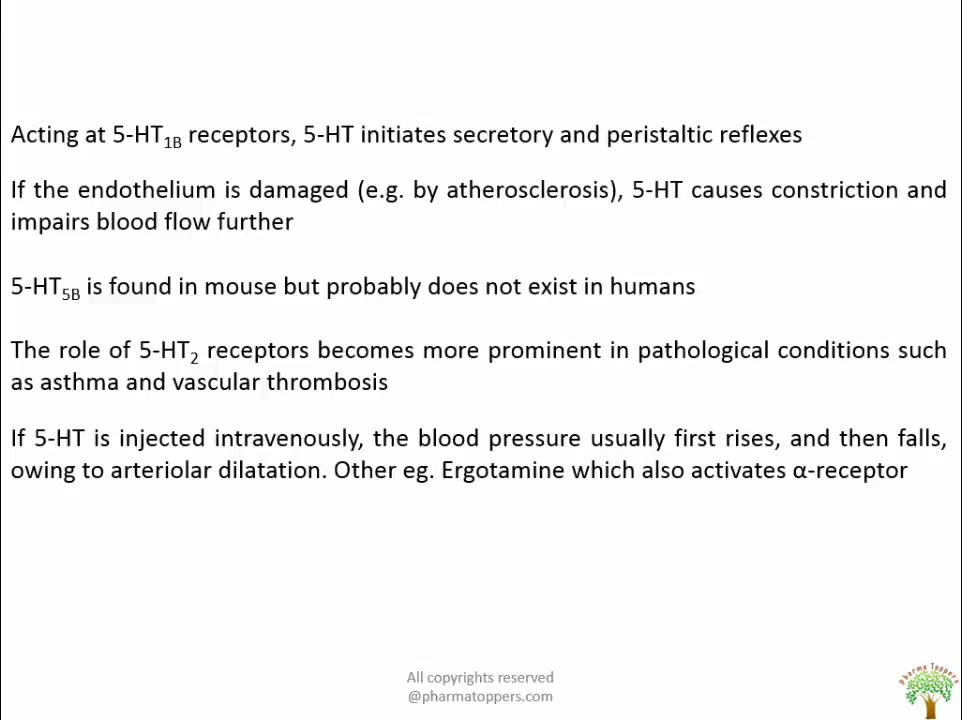 Acting at 5-HT1B receptors, 5-HT initiates secretory and peristaltic reflexes
If the endothelium is damaged (e.g. by atherosclerosis), 5-HT causes constriction and
impairs blood flow further
5-HT5B is found in mouse but probably does not exist in humans
The role of 5-HT2 receptors becomes more prominent in pathological conditions such
as asthma and vascular thrombosis
If 5-HT is injected intravenously, the blood pressure usually first rises, and then falls,
owing to arteriolar dilatation. Other eg. Ergotamine which also activates α-receptor
All copyrights reserved
@pharmatoppers.com
Pharma Toppers